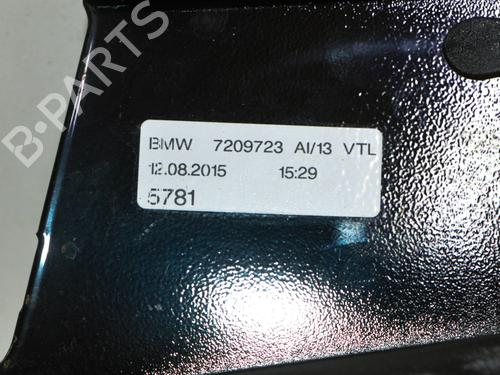 B-PARTS
BMW 7209723 AI/13 VTL
12.08.2015 15:29
5781